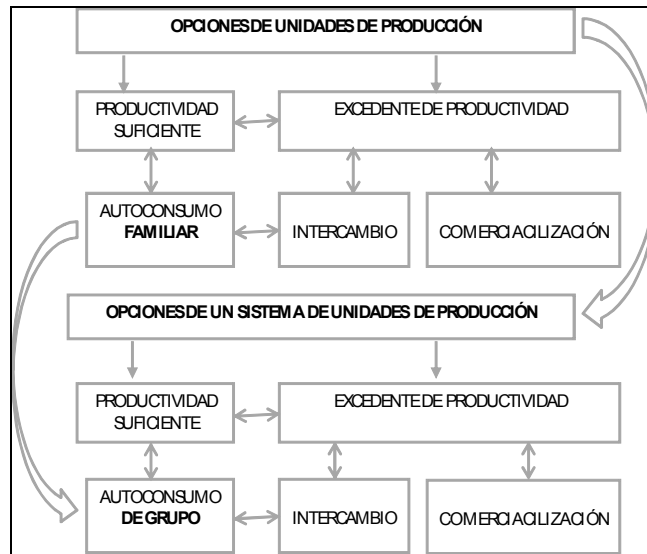 OPCIONES DE UNIDADES DE PRODUCCIÓN
PRODUCTIVIDAD
SUFICIENTE
EXCEDENTE DE PRODUCTIVIDAD
AUTOCONSUMO
FAMILIAR
INTERCAMBIO
COMERCIACILIZACIÓN
OPCIONES DE UN SISTEMA DE UNIDADES DE PRODUCCIÓN
PRODUCTIVIDAD
SUFICIENTE
EXCEDENTE DE PRODUCTIVIDAD
AUTOCONSUMO
DE GRUPO
INTERCAMBIO
COMERCIACILIZACIÓN